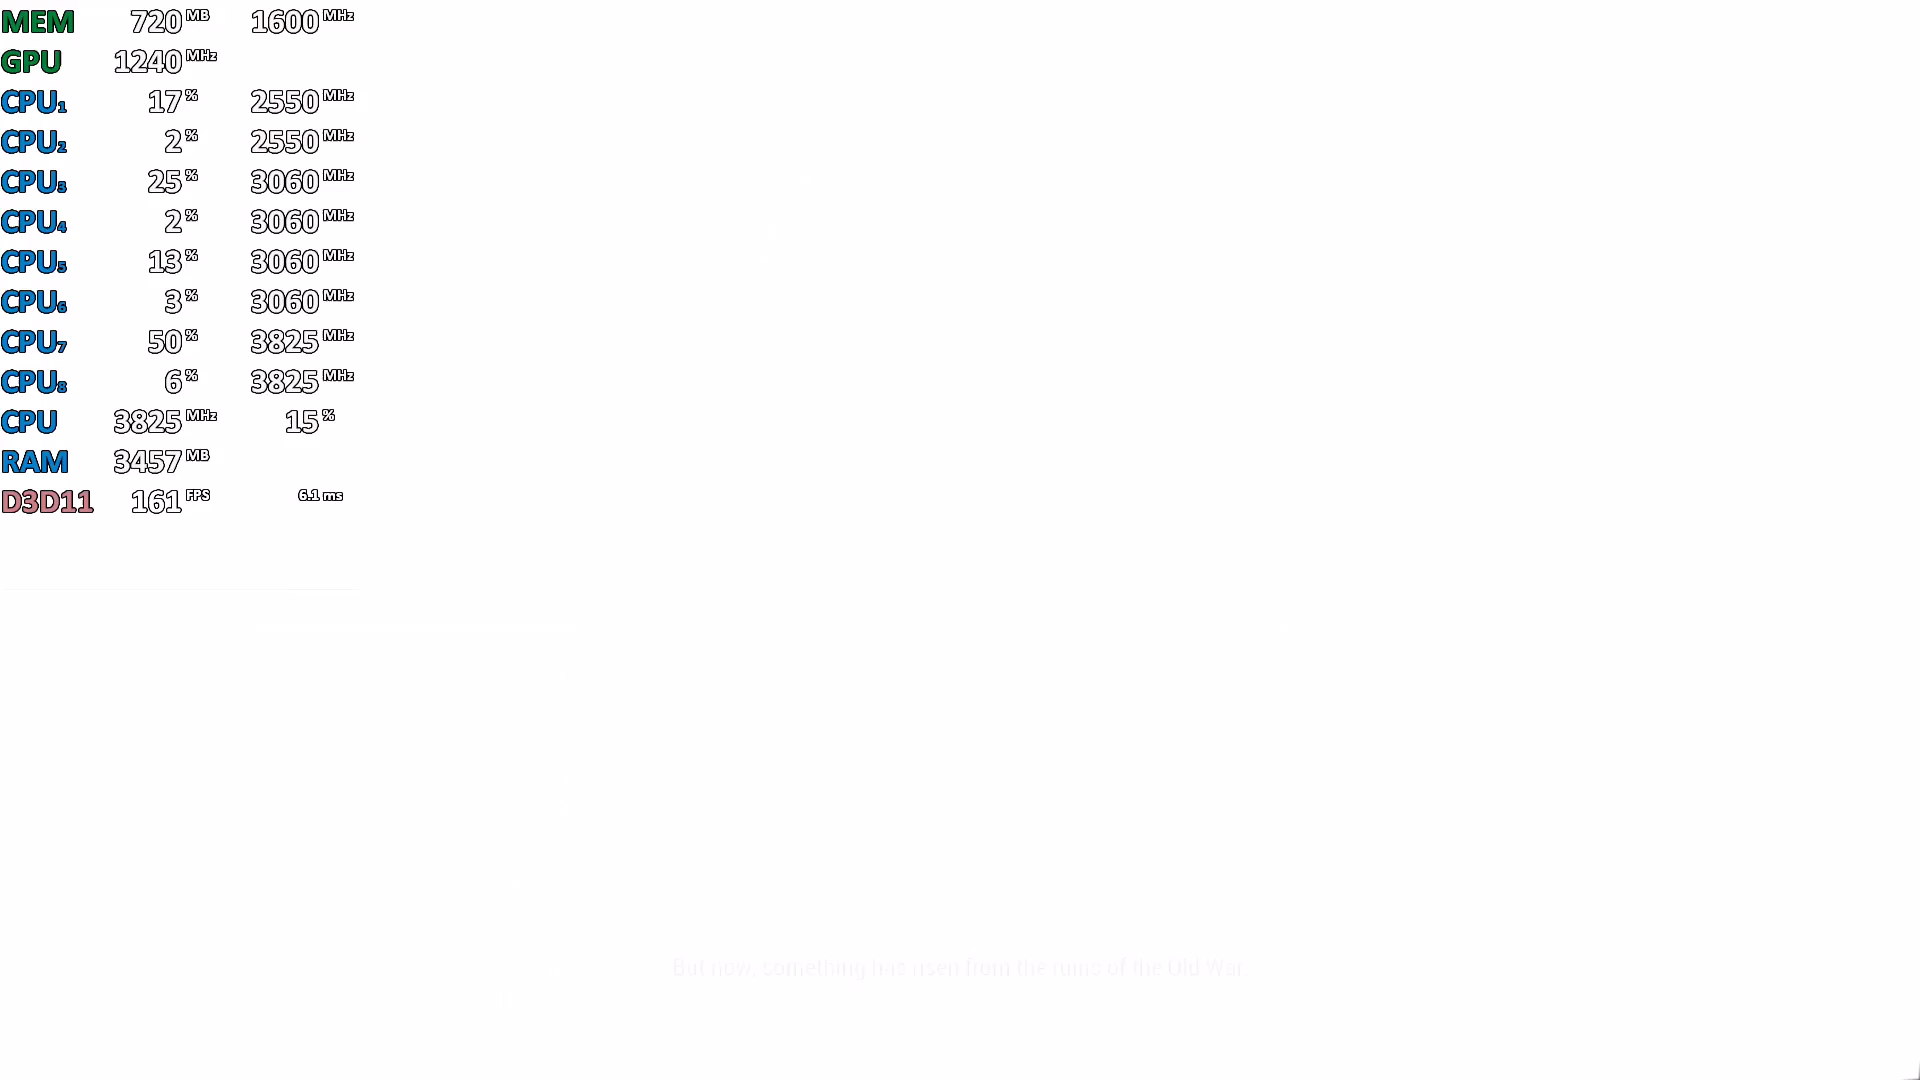 MEM 720 MB 1600 MHz
GPU 1240 MHz
CPU1 17 % 2550 MHz
CPU2 2 % 2550 MHz
CPU3 25 % 3060 MHz
CPU4 2 % 3060 MHz
CPU5 13 % 3060 MHz
CPU6 3 % 3060 MHz
CPU7 50 % 3825 MHz
CPU8 6 % 3825 MHz
CPU 3825 MHz 15 %
RAM 3457 MB
D3D11 161 FPS 6.1 ms
But now, something has risen from the ruins of the Old War.